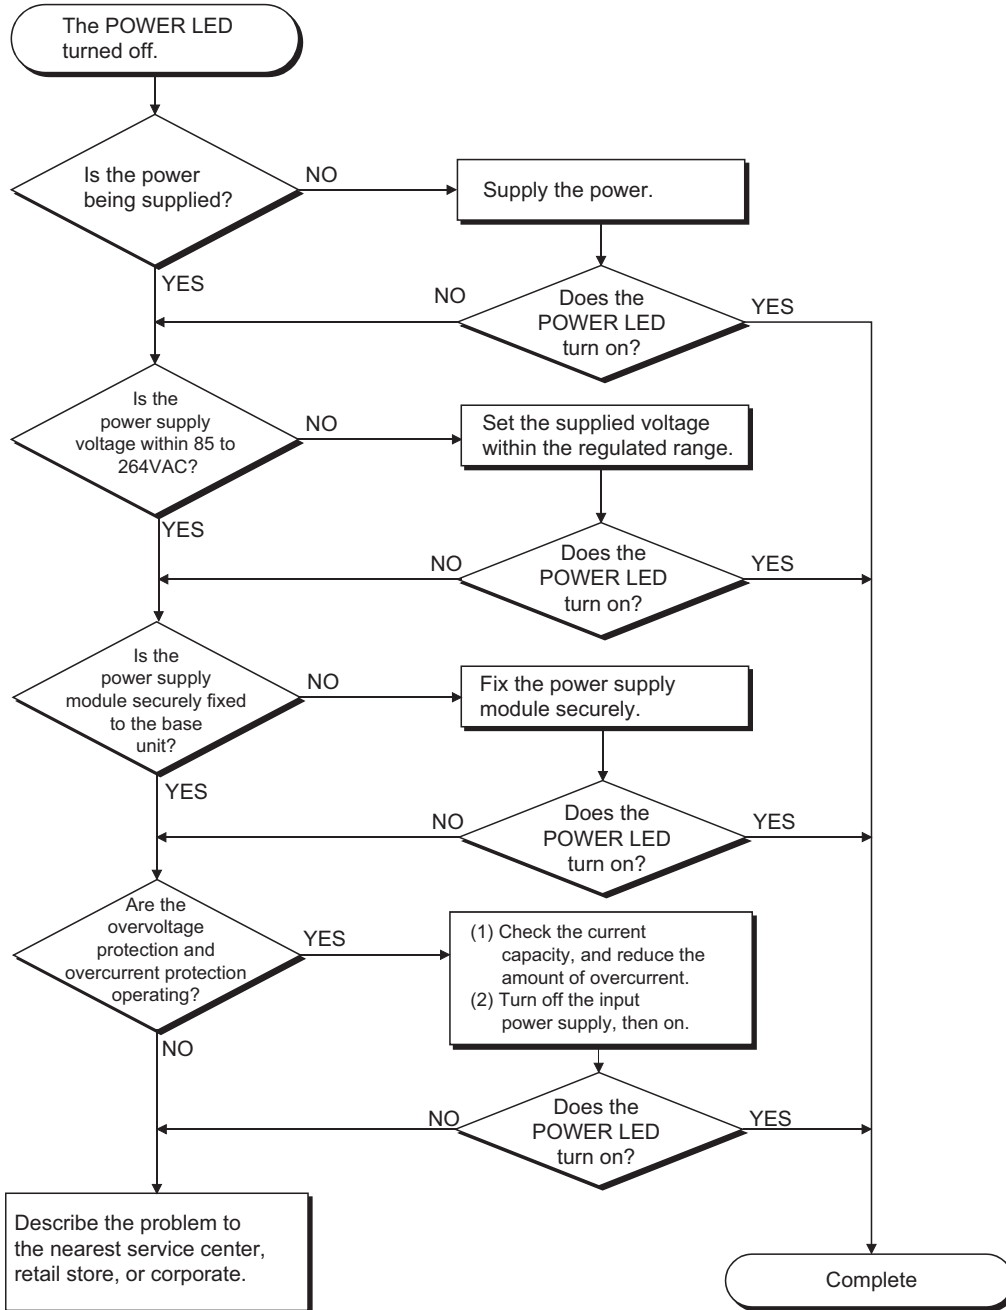 The POWER LED
turned off.
Is the power
being supplied?
NO
Supply the power.
YES
NO
Does the
POWER LED
turn on?
YES
Is the
power supply
voltage within 85 to
264VAC?
NO
Set the supplied voltage
within the regulated range.
YES
NO
Does the
POWER LED
turn on?
YES
Is the
power supply
module securely fixed
to the base
unit?
NO
Fix the power supply
module securely.
YES
NO
Does the
POWER LED
turn on?
YES
Are the
overvoltage
protection and
overcurrent protection
operating?
YES
(1) Check the current
capacity, and reduce the
amount of overcurrent.
(2) Turn off the input
power supply, then on.
NO
NO
Does the
POWER LED
turn on?
YES
Describe the problem to
the nearest service center,
retail store, or corporate.
Complete